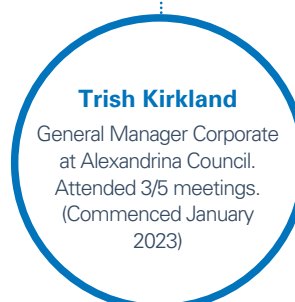 Trish Kirkland
General Manager Corporate
at Alexandrina Council.
Attended 3/5 meetings.
(Commenced January
2023)